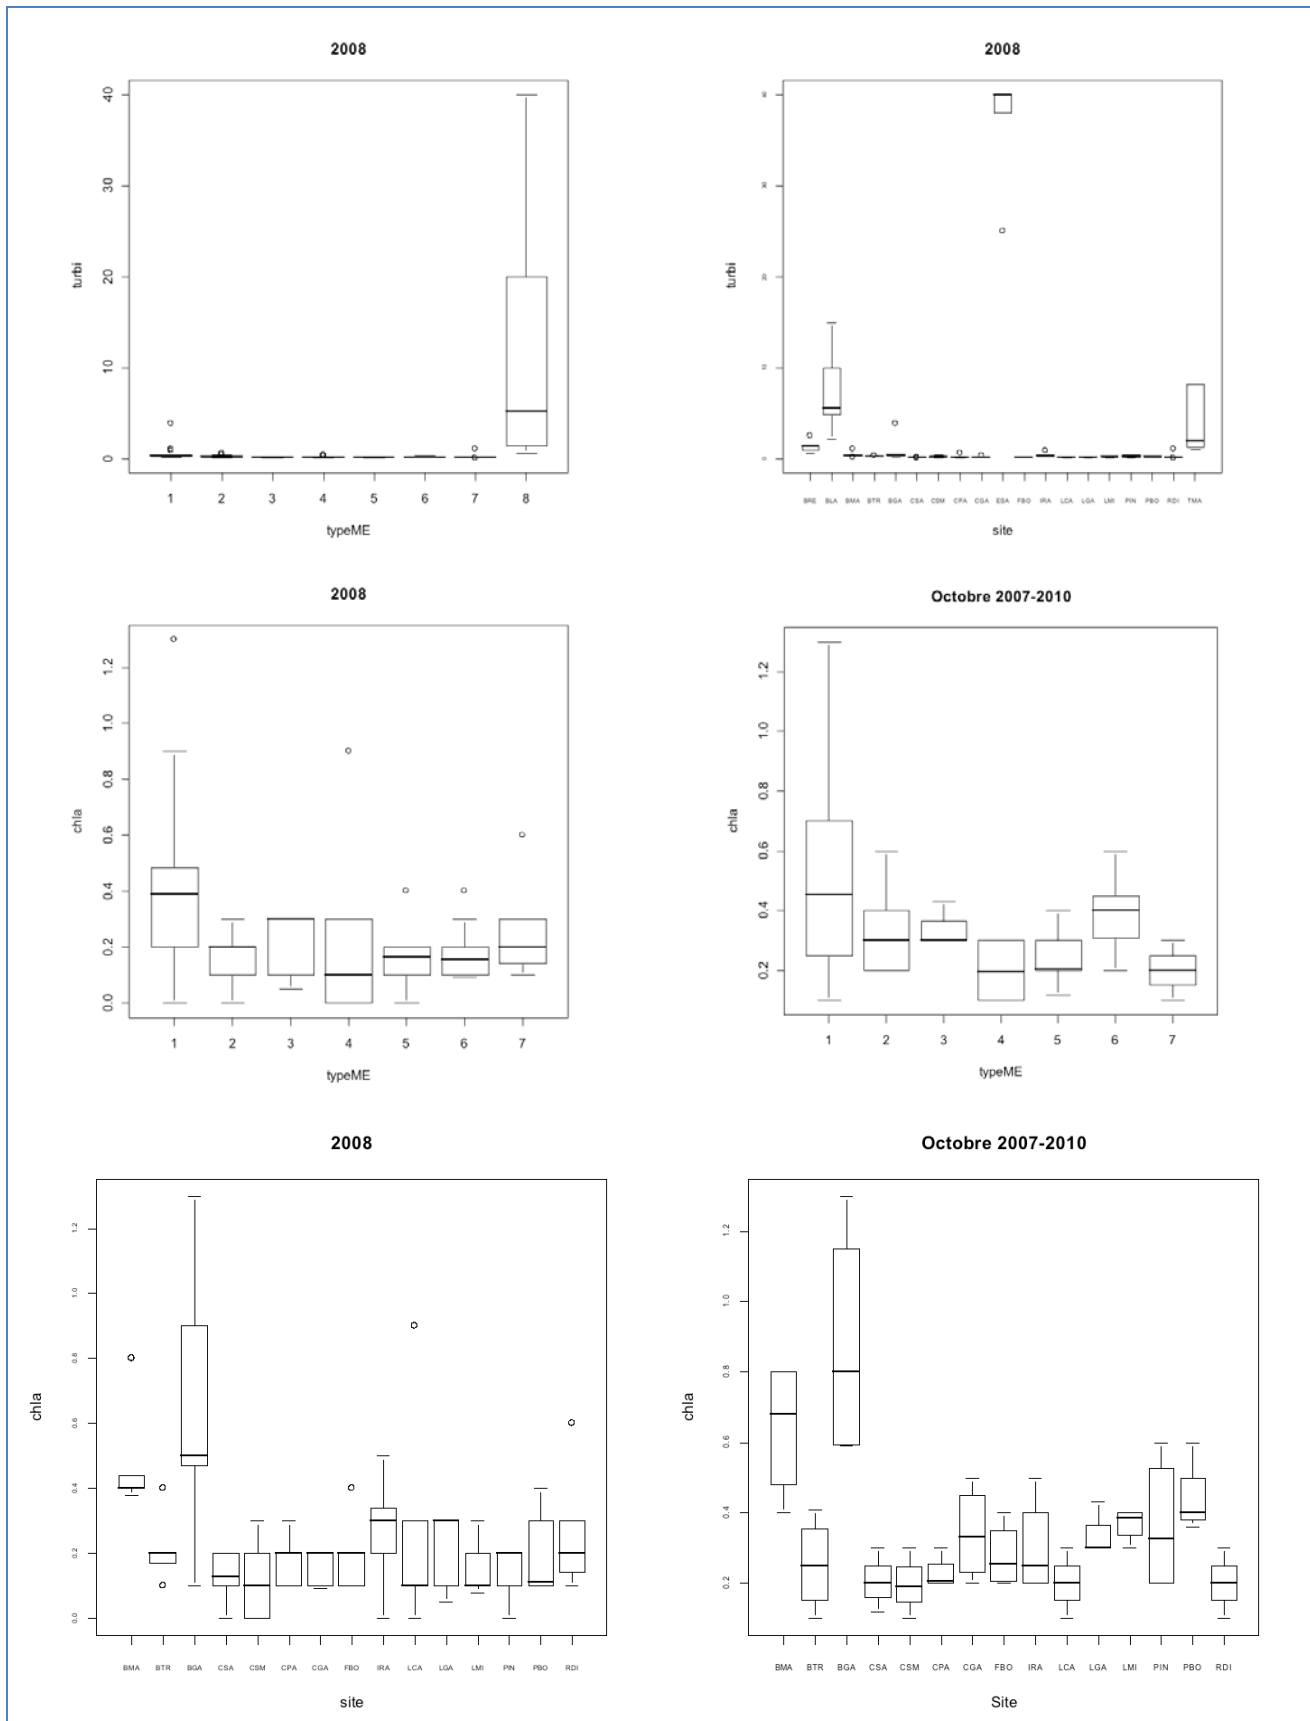 2008
40
30
20
10
0
turbi
1 2 3 4 5 6 7 8
typeME
2008
40
30
20
10
0
turbi
BRE BLA BMA BTR BGA CSA CSM CPA CGA ESA FBO IRA LCA LGA LMI PIN PBO RDI TMA
site
2008
1.2
1.0
0.8
0.6
0.4
0.2
0.0
chla
1 2 3 4 5 6 7
typeME
Octobre 2007-2010
1.2
1.0
0.8
0.6
0.4
0.2
chla
1 2 3 4 5 6 7
typeME
2008
1.2
1.0
0.8
0.6
0.4
0.2
0.0
chla
BMA BTR BGA CSA CSM CPA CGA FBO IRA LCA LGA LMI PIN PBO RDI
site
Octobre 2007-2010
1.2
1.0
0.8
0.6
0.4
0.2
chla
BMA BTR BGA CSA CSM CPA CGA FBO IRA LCA LGA LMI PIN PBO RDI
Site